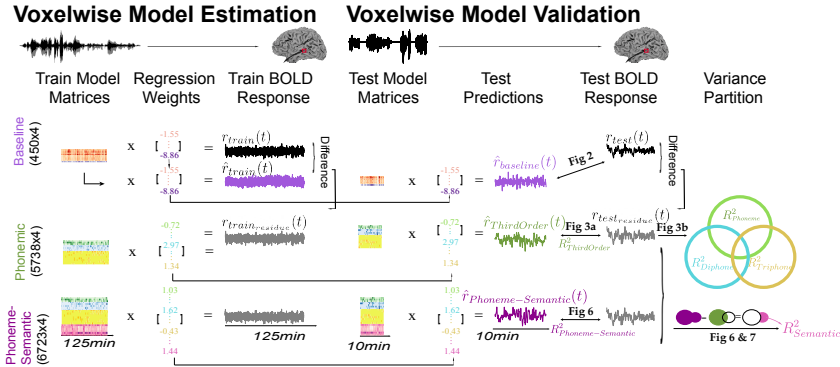 Voxelwise Model Estimation
Voxelwise Model Validation
Train Model
Matrices
Regression
Weights
Train BOLD
Response
Test Model
Matrices
Test
Predictions
Test BOLD
Response
Variance
Partition
Baseline
(450x4)
x
[ ]
-1.55
-8.86
=
r_train(t)
r̂_train(t)
Difference
x
[ ]
-1.55
-8.86
=
x
[ ]
-1.55
-8.86
=
r̂_baseline(t)
Fig 2
r_test(t)
Difference
Phonemic
(5738x4)
x
[ ]
-0.72
2.97
1.34
=
=
r_train_residue(t)
x
[ ]
-0.72
2.97
1.34
=
r̂_ThirdOrder(t)
Fig 3a
R²_ThirdOrder
r_test_residue(t)
Fig 3b
R²_Phoneme
R²_Diphone
R²_Triphone
Phoneme-
Semantic
(6723x4)
x
[ ]
1.03
1.62
-0.43
1.44
=
125min
125min
x
[ ]
1.03
1.62
-0.43
1.44
=
10min
r̂_Phoneme−Semantic(t)
10min
Fig 6
R²_Phoneme−Semantic
=
R²_Semantic
Fig 6 & 7